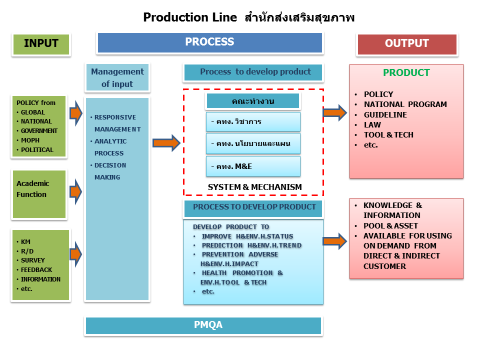 Production Line สำนักส่งเสริมสุขภาพ
INPUT
PROCESS
OUTPUT
POLICY from
• GLOBAL
• NATIONAL
• GOVERNMENT
• MOPH
• POLITICAL
Academic
Function
• KM
• R/D
• SURVEY
• FEEDBACK
• INFORMATION
• etc.
Management
of input
• RESPONSIVE
MANAGEMENT
• ANALYTIC
PROCESS
• DECISION
MAKING
Process to develop product
คณะทำงาน
- คทง. วิชาการ
- คทง. นโยบายและแผน
- คทง. M&E
SYSTEM & MECHANISM
PROCESS TO DEVELOP PRODUCT
DEVELOP PRODUCT TO
• IMPROVE H&ENV.H.STATUS
• PREDICTION H&ENV.H.TREND
• PREVENTION ADVERSE
H&ENV.H.IMPACT
• HEALTH PROMOTION &
ENV.H.TOOL & TECH
• etc.
PRODUCT
• POLICY
• NATIONAL PROGRAM
• GUIDELINE
• LAW
• TOOL & TECH
• etc.
• KNOWLEDGE &
INFORMATION
• POOL & ASSET
• AVAILABLE FOR USING
ON DEMAND FROM
DIRECT & INDIRECT
CUSTOMER
PMQA